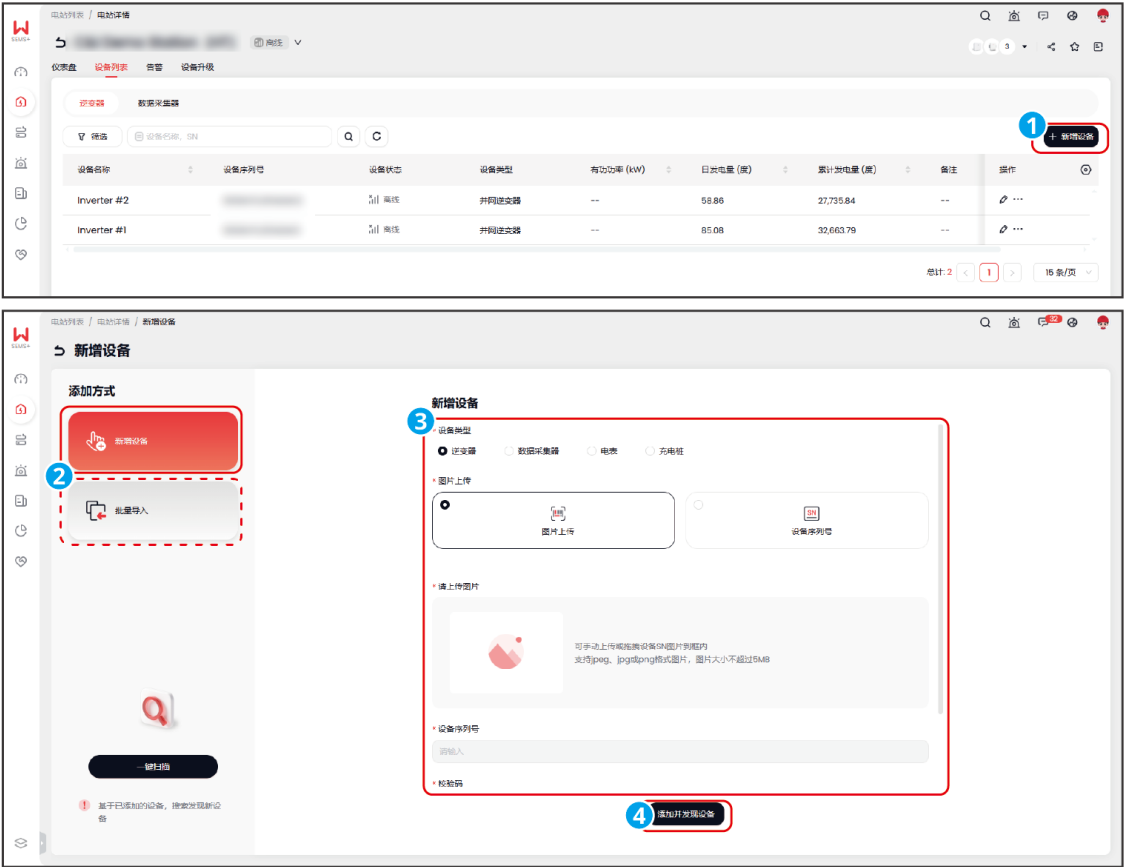 电站列表 / 电站详情
SEMS+
离线
3
仪表盘 设备列表 告警 设备升级
逆变器 数据采集器
筛选 设备名称、SN
1
+ 新增设备
设备名称 设备序列号 设备状态 设备类型 有功功率 (kW) 日发电量 (度) 累计发电量 (度) 备注 操作
Inverter #2 离线 并网逆变器 -- 58.86 27,735.84 -- ...
Inverter #1 离线 并网逆变器 -- 85.08 32,663.79 -- ...
总计: 2 < 1 > 15 条/页
电站列表 / 电站详情 / 新增设备
32
SEMS+
新增设备
添加方式
新增设备
2
批量导入
一键扫描
! 基于已添加的设备，搜索发现新设
备
新增设备
3
* 设备类型
逆变器 数据采集器 电表 充电桩
* 图片上传
图片上传
SN
设备序列号
* 请上传图片
可手动上传或拖拽设备SN图片到框内
支持jpeg、jpg或png格式图片，图片大小不超过5MB
* 设备序列号
请输入
* 校验码
4
添加并发现设备